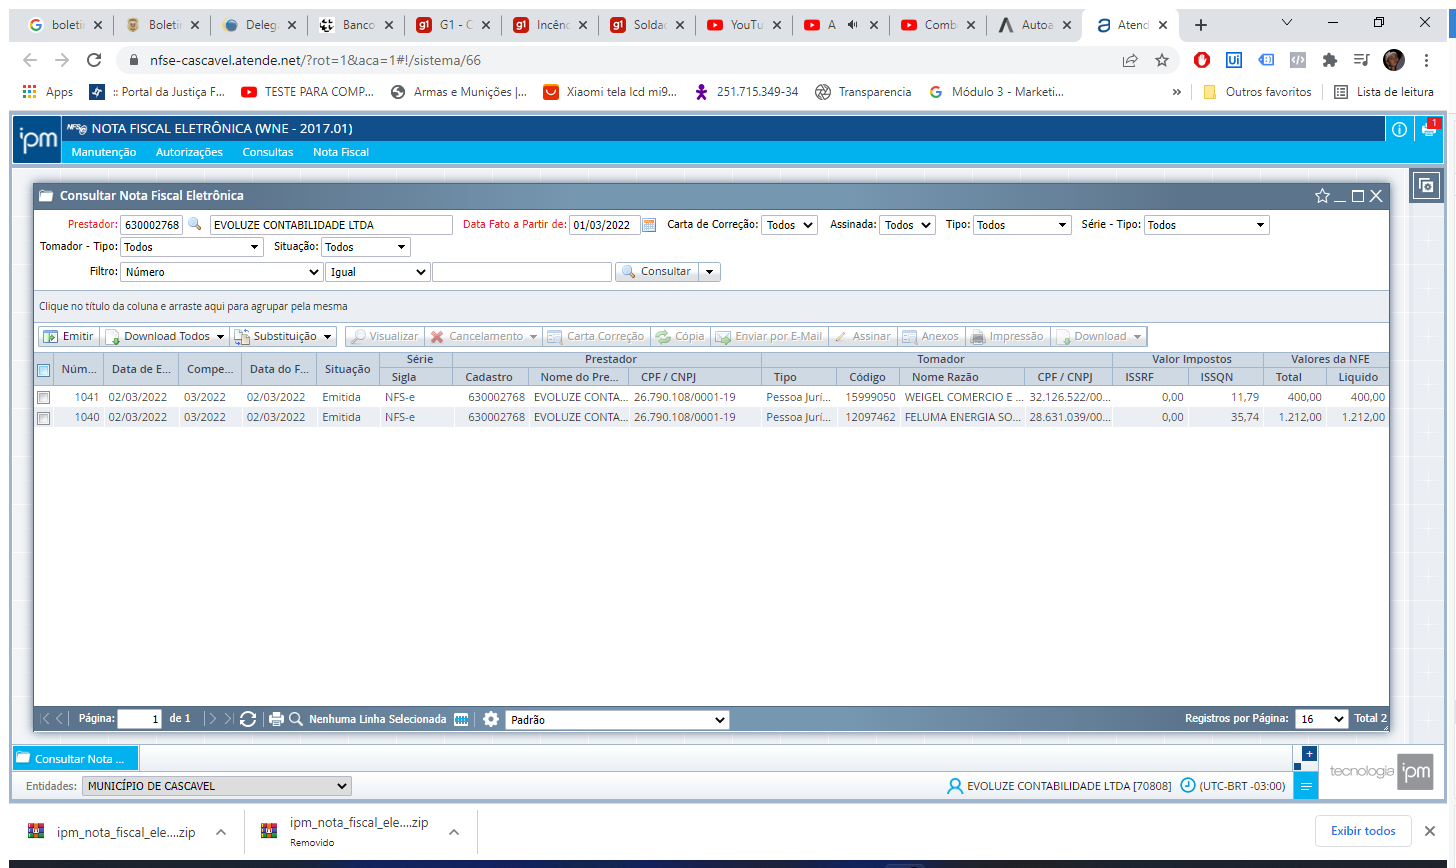 boletir
Boletir
Deleg
Banco
g1 G1 - C
g1 Incênc
g1 Soldac
YouTu
A
Comb
Autoa
Atend
nfse-cascavel.atende.net/?rot=1&aca=1#!/sistema/66
Apps
:: Portal da Justiça F...
TESTE PARA COMP...
Armas e Munições |...
Xiaomi tela lcd mi9...
251.715.349-34
Transparencia
Módulo 3 - Marketi...
»
Outros favoritos
Lista de leitura
ipm
NFS@ NOTA FISCAL ELETRÔNICA (WNE - 2017.01)
1
Manutenção Autorizações Consultas Nota Fiscal
Consultar Nota Fiscal Eletrônica
Prestador: 630002768 EVOLUZE CONTABILIDADE LTDA Data Fato a Partir de: 01/03/2022 Carta de Correção: Todos Assinada: Todos Tipo: Todos Série - Tipo: Todos
Tomador - Tipo: Todos Situação: Todos
Filtro: Número Igual Consultar
Clique no título da coluna e arraste aqui para agrupar pela mesma
Emitir Download Todos Substituição Visualizar Cancelamento Carta Correção Cópia Enviar por E-Mail Assinar Anexos Impressão Download
Série Prestador Tomador Valor Impostos Valores da NFE
Núm... Data de E... Compe... Data do F... Situação Sigla Cadastro Nome do Pre... CPF / CNPJ Tipo Código Nome Razão CPF / CNPJ ISSRF ISSQN Total Liquido
1041 02/03/2022 03/2022 02/03/2022 Emitida NFS-e 630002768 EVOLUZE CONTA... 26.790.108/0001-19 Pessoa Jurí... 15999050 WEIGEL COMERCIO E ... 32.126.522/00... 0,00 11,79 400,00 400,00
1040 02/03/2022 03/2022 02/03/2022 Emitida NFS-e 630002768 EVOLUZE CONTA... 26.790.108/0001-19 Pessoa Jurí... 12097462 FELUMA ENERGIA SO... 28.631.039/00... 0,00 35,74 1.212,00 1.212,00
Página: 1 de 1 Nenhuma Linha Selecionada Padrão Registros por Página: 16 Total 2
Consultar Nota ...
tecnologia ipm
Entidades: MUNICÍPIO DE CASCAVEL EVOLUZE CONTABILIDADE LTDA [70808] (UTC-BRT -03:00)
ipm_nota_fiscal_ele....zip
ipm_nota_fiscal_ele....zip
Removido
Exibir todos